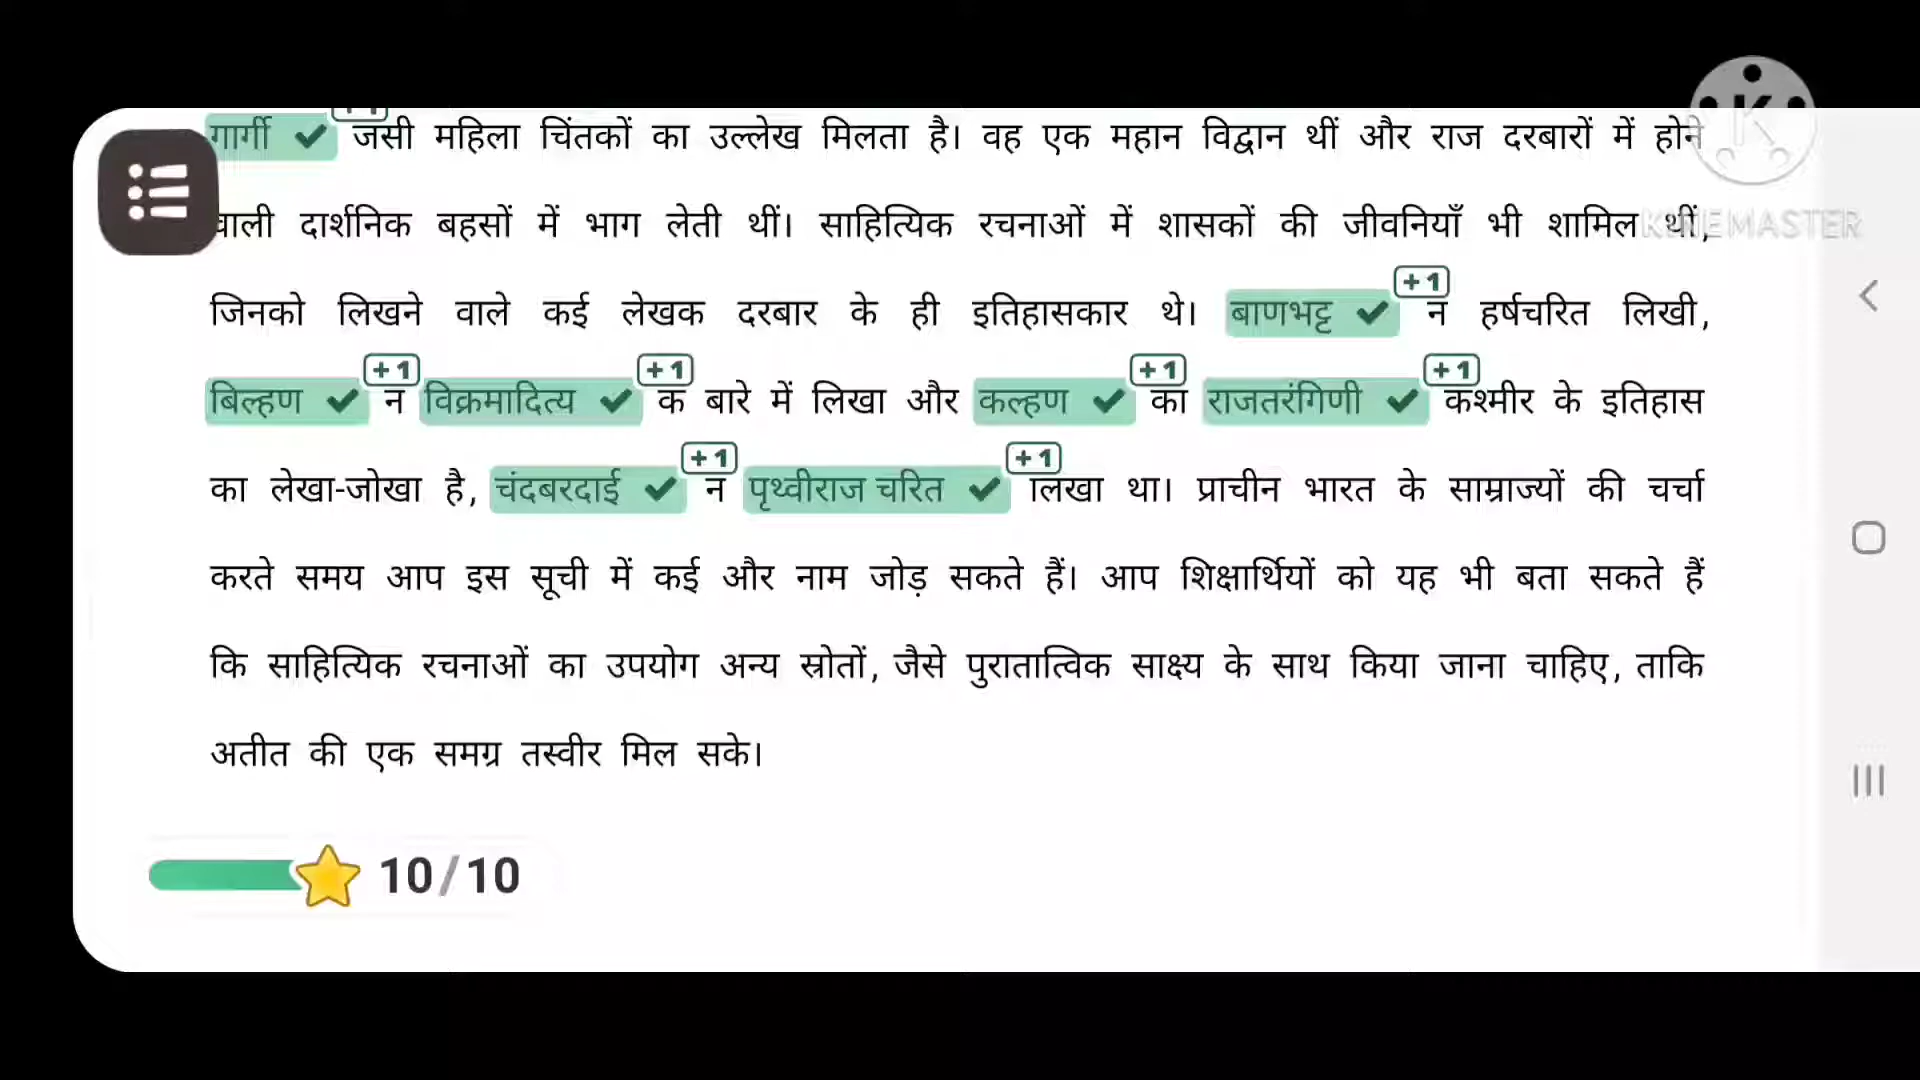 गार्गी जैसी महिला चिंतकों का उल्लेख मिलता है। वह एक महान विद्वान थीं और राज दरबारों में होने
वाली दार्शनिक बहसों में भाग लेती थीं। साहित्यिक रचनाओं में शासकों की जीवनियाँ भी शामिल थीं,
जिनको लिखने वाले कई लेखक दरबार के ही इतिहासकार थे। बाणभट्ट +1 ने हर्षचरित लिखी,
बिल्हण +1 ने विक्रमादित्य +1 के बारे में लिखा और कल्हण +1 का राजतरंगिणी +1 कश्मीर के इतिहास
का लेखा-जोखा है, चंदबरदाई +1 ने पृथ्वीराज चरित +1 लिखा था। प्राचीन भारत के साम्राज्यों की चर्चा
करते समय आप इस सूची में कई और नाम जोड़ सकते हैं। आप शिक्षार्थियों को यह भी बता सकते हैं
कि साहित्यिक रचनाओं का उपयोग अन्य स्रोतों, जैसे पुरातात्विक साक्ष्य के साथ किया जाना चाहिए, ताकि
अतीत की एक समग्र तस्वीर मिल सके।
10/10
K
KINEMASTER